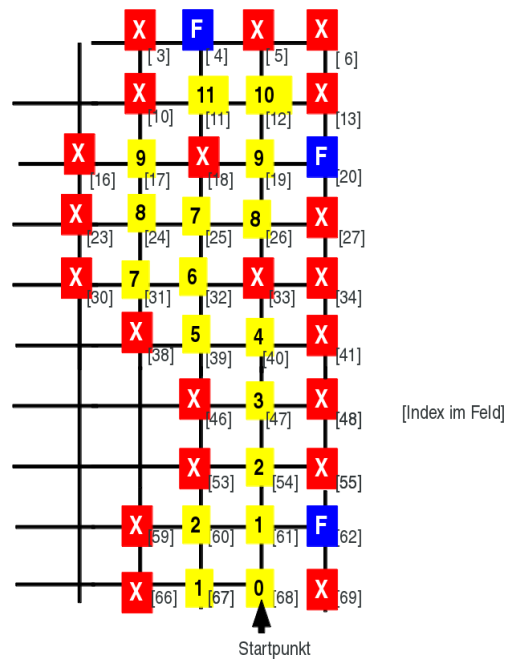 X F X X
[3] [ 4] [ 5] [ 6]
X 11 10 X
[10] [11] [12] [13]
X 9 X 9 F
[16] [17] [18] [19] [20]
X 8 7 8 X
[23] [24] [25] [26] [27]
X 7 6 X X
[30] [31] [32] [33] [34]
X 5 4 X
[38] [39] [40] [41]
X 3 X
[46] [47] [48]
[Index im Feld]
X 2 X
[53] [54] [55]
X 2 1 F
[59] [60] [61] [62]
X 1 0 X
[66] [67] [68] [69]
Startpunkt